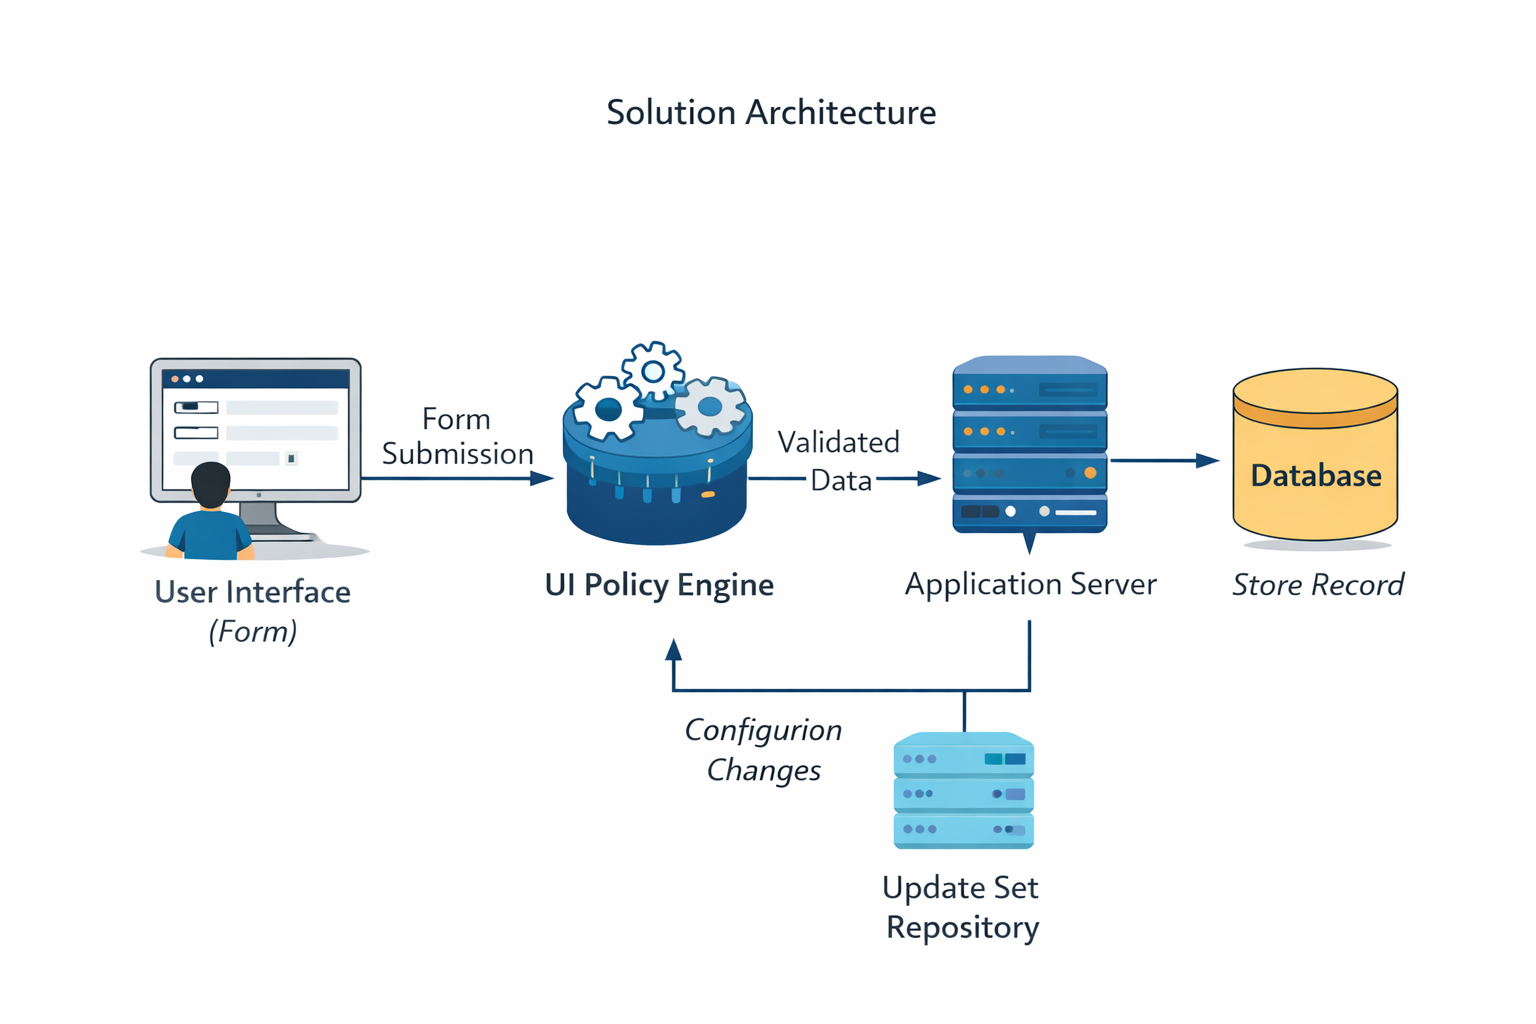 Solution Architecture
Form
Submission
Validated
Data
Database
User Interface
(Form)
UI Policy Engine
Application Server
Store Record
Configurion
Changes
Update Set
Repository